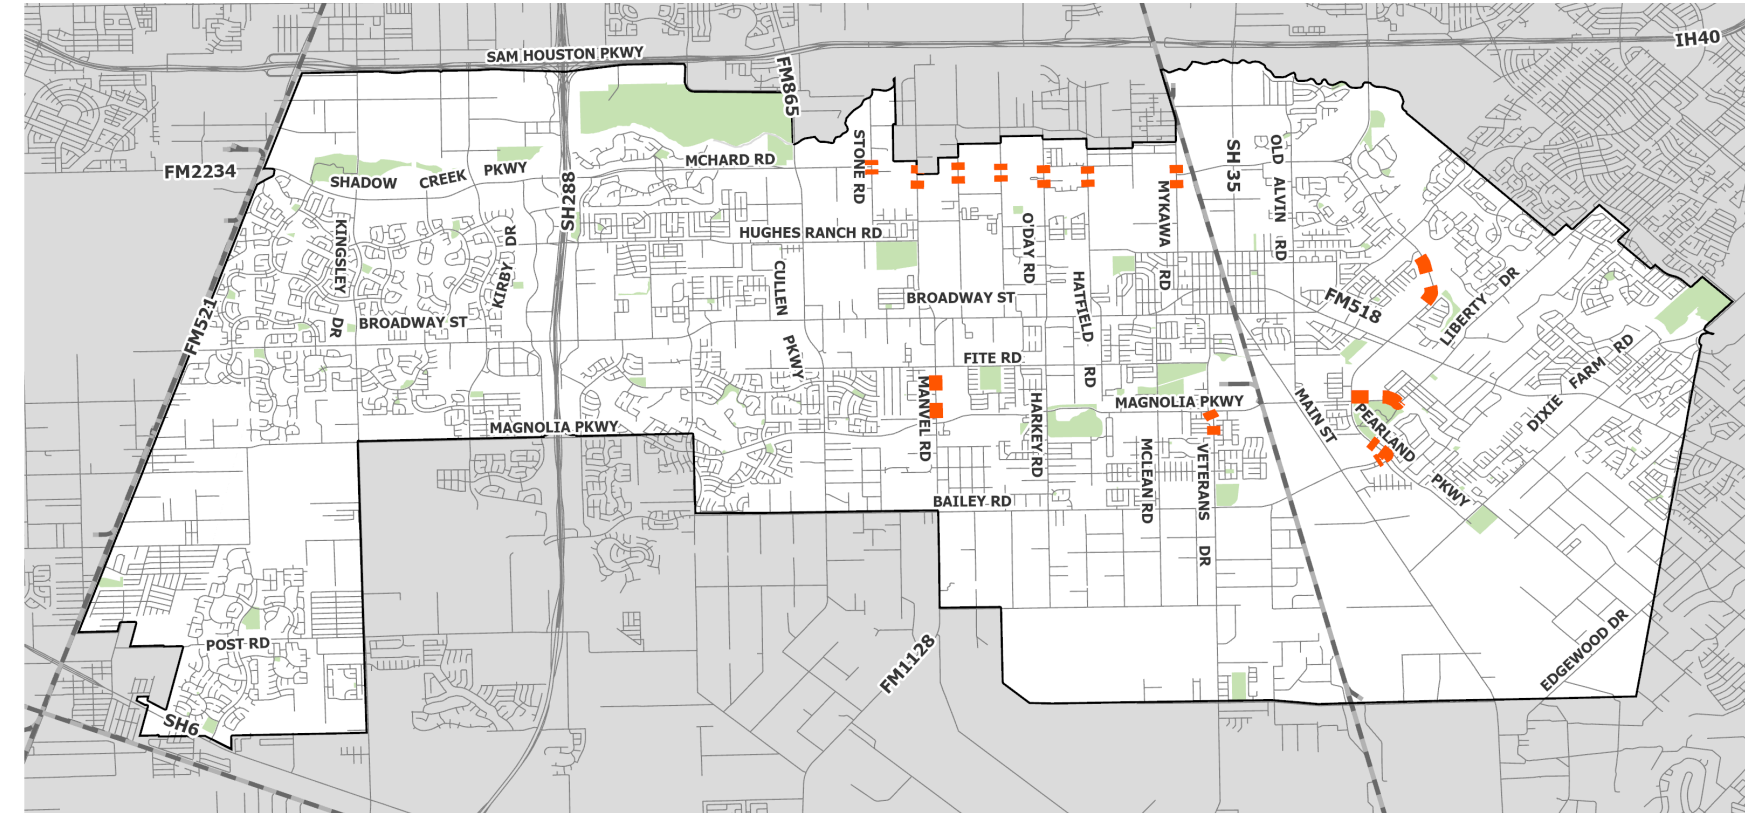 IH40
SAM HOUSTON PKWY
FM865
STONE RD
SH35
OLD ALVIN RD
MCHARD RD
FM2234
SHADOW CREEK PKWY
SH288
MYKAWA RD
KINGSLEY DR
KIRBY DR
HUGHES RANCH RD
O'DAY RD
CULLEN PKWY
HATFIELD RD
LIBERTY DR
FM518
BROADWAY ST
BROADWAY ST
FM521
FITE RD
FARM RD
DIXIE
MANVEL RD
HARKEY RD
MAGNOLIA PKWY
MAIN ST
PEARLAND PKWY
MAGNOLIA PKWY
MCLEAN RD
VETERANS DR
BAILEY RD
POST RD
FM1128
EDGEWOOD DR
SH6